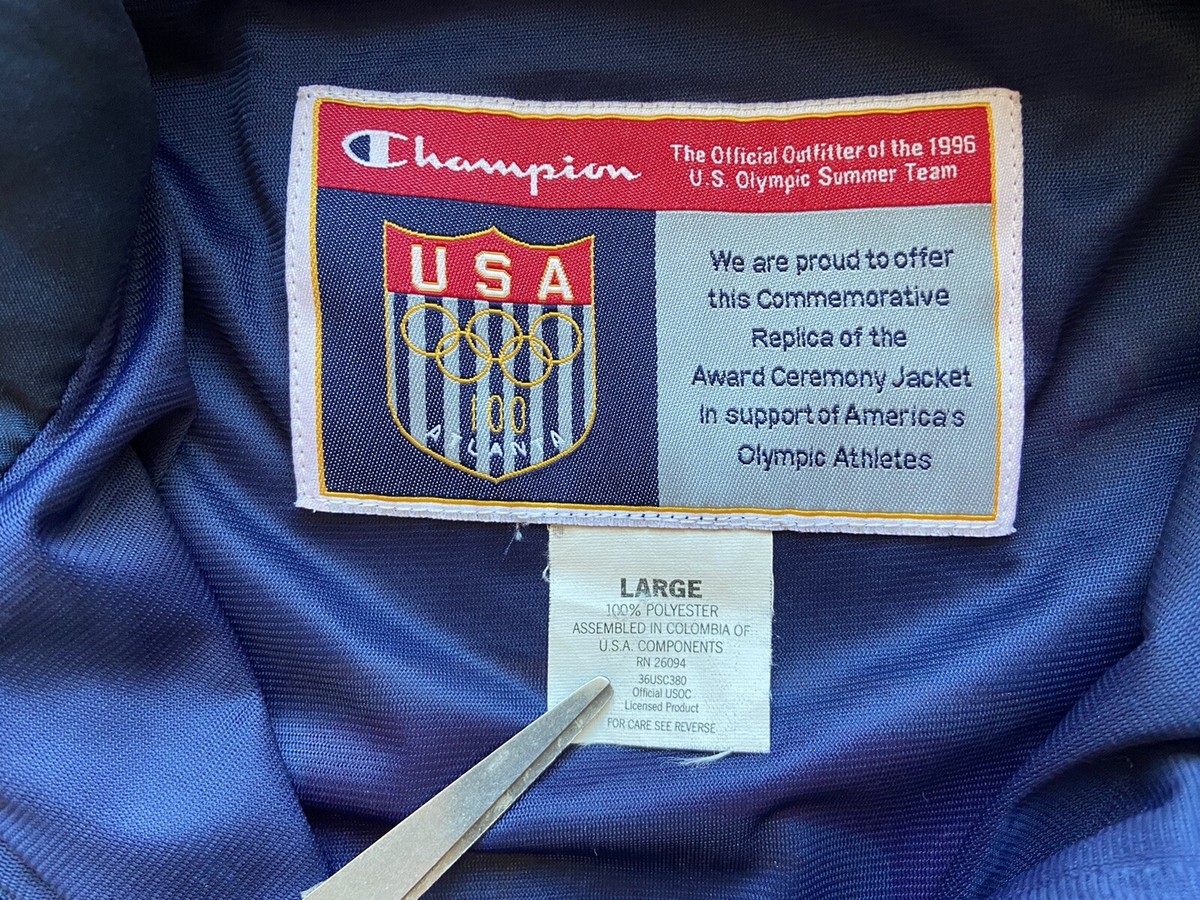 Champion
The Official Outfitter of the 1996
U.S. Olympic Summer Team
USA
100
ATLANTA
We are proud to offer
this Commemorative
Replica of the
Award Ceremony Jacket
in support of America's
Olympic Athletes
LARGE
100% POLYESTER
ASSEMBLED IN COLOMBIA OF
U.S.A. COMPONENTS
RN 26094
36USC380
Official USOC
Licensed Product
FOR CARE SEE REVERSE